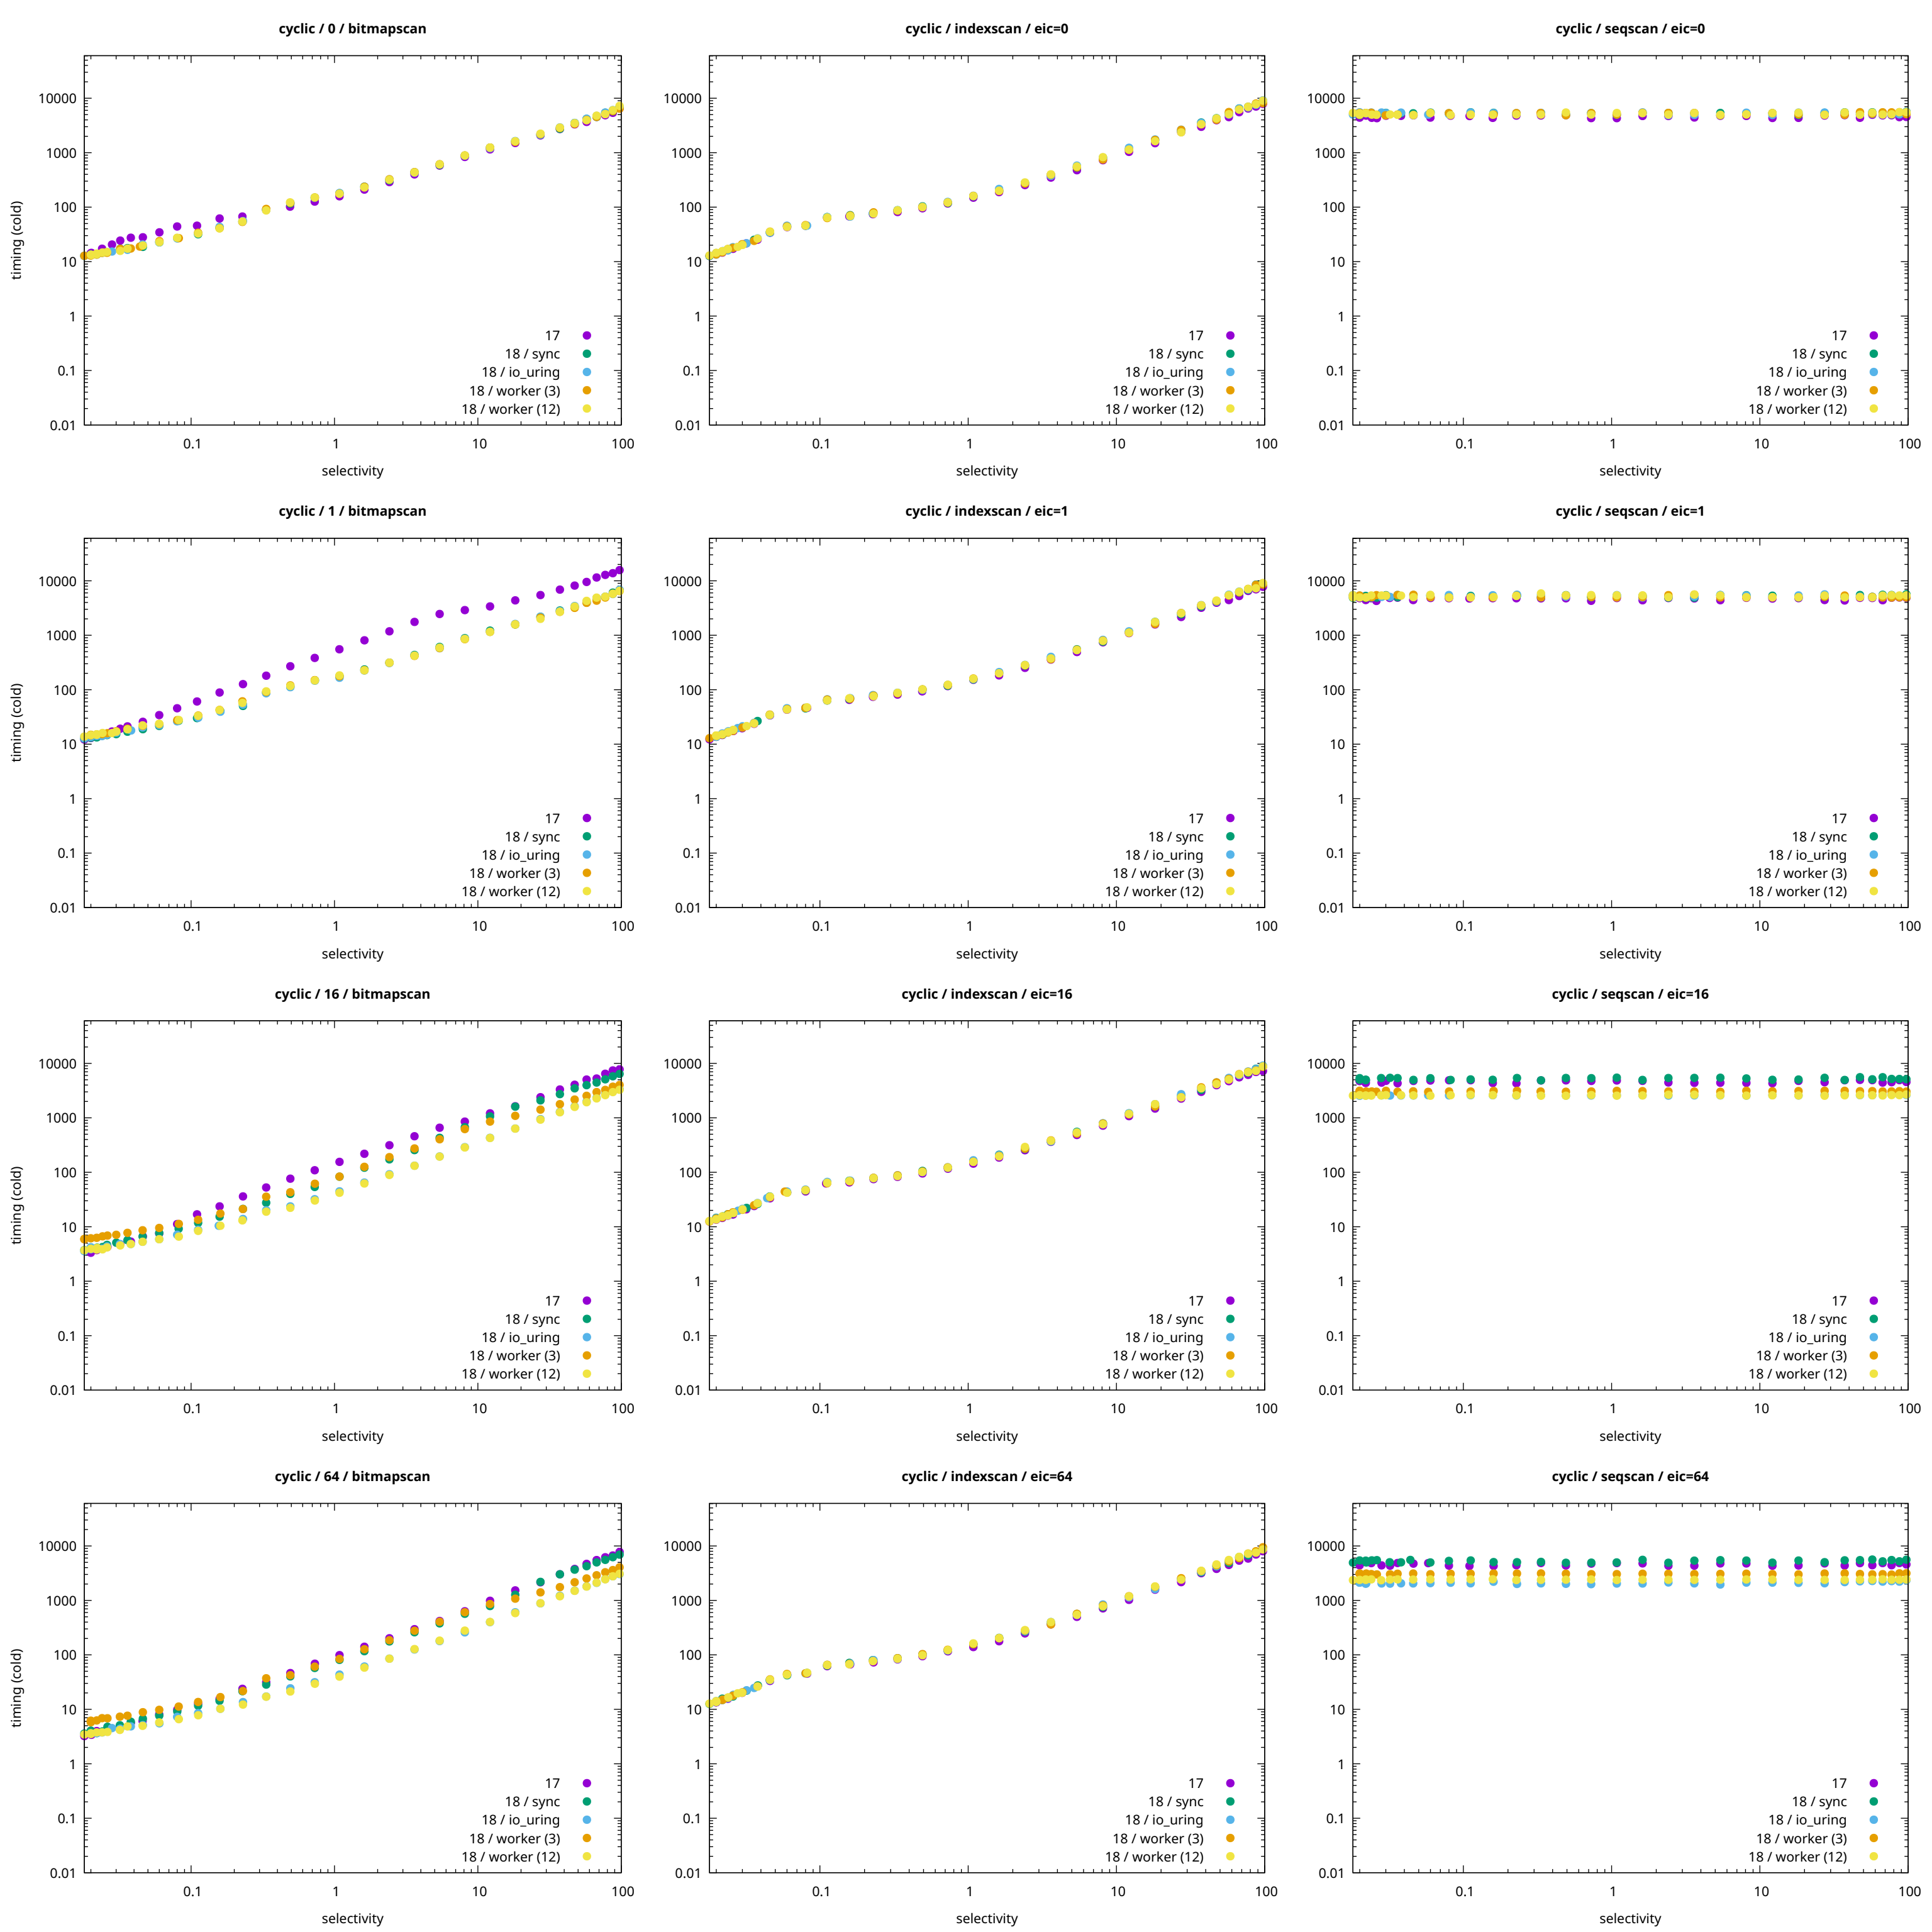 cyclic / 0 / bitmapscan
timing (cold)
10000
1000
100
10
1
0.1
0.01
17
18 / sync
18 / io_uring
18 / worker (3)
18 / worker (12)
0.1 1 10 100
selectivity
cyclic / indexscan / eic=0
10000
1000
100
10
1
0.1
0.01
17
18 / sync
18 / io_uring
18 / worker (3)
18 / worker (12)
0.1 1 10 100
selectivity
cyclic / seqscan / eic=0
10000
1000
100
10
1
0.1
0.01
17
18 / sync
18 / io_uring
18 / worker (3)
18 / worker (12)
0.1 1 10 100
selectivity
cyclic / 1 / bitmapscan
timing (cold)
10000
1000
100
10
1
0.1
0.01
17
18 / sync
18 / io_uring
18 / worker (3)
18 / worker (12)
0.1 1 10 100
selectivity
cyclic / indexscan / eic=1
10000
1000
100
10
1
0.1
0.01
17
18 / sync
18 / io_uring
18 / worker (3)
18 / worker (12)
0.1 1 10 100
selectivity
cyclic / seqscan / eic=1
10000
1000
100
10
1
0.1
0.01
17
18 / sync
18 / io_uring
18 / worker (3)
18 / worker (12)
0.1 1 10 100
selectivity
cyclic / 16 / bitmapscan
timing (cold)
10000
1000
100
10
1
0.1
0.01
17
18 / sync
18 / io_uring
18 / worker (3)
18 / worker (12)
0.1 1 10 100
selectivity
cyclic / indexscan / eic=16
10000
1000
100
10
1
0.1
0.01
17
18 / sync
18 / io_uring
18 / worker (3)
18 / worker (12)
0.1 1 10 100
selectivity
cyclic / seqscan / eic=16
10000
1000
100
10
1
0.1
0.01
17
18 / sync
18 / io_uring
18 / worker (3)
18 / worker (12)
0.1 1 10 100
selectivity
cyclic / 64 / bitmapscan
timing (cold)
10000
1000
100
10
1
0.1
0.01
17
18 / sync
18 / io_uring
18 / worker (3)
18 / worker (12)
0.1 1 10 100
selectivity
cyclic / indexscan / eic=64
10000
1000
100
10
1
0.1
0.01
17
18 / sync
18 / io_uring
18 / worker (3)
18 / worker (12)
0.1 1 10 100
selectivity
cyclic / seqscan / eic=64
10000
1000
100
10
1
0.1
0.01
17
18 / sync
18 / io_uring
18 / worker (3)
18 / worker (12)
0.1 1 10 100
selectivity